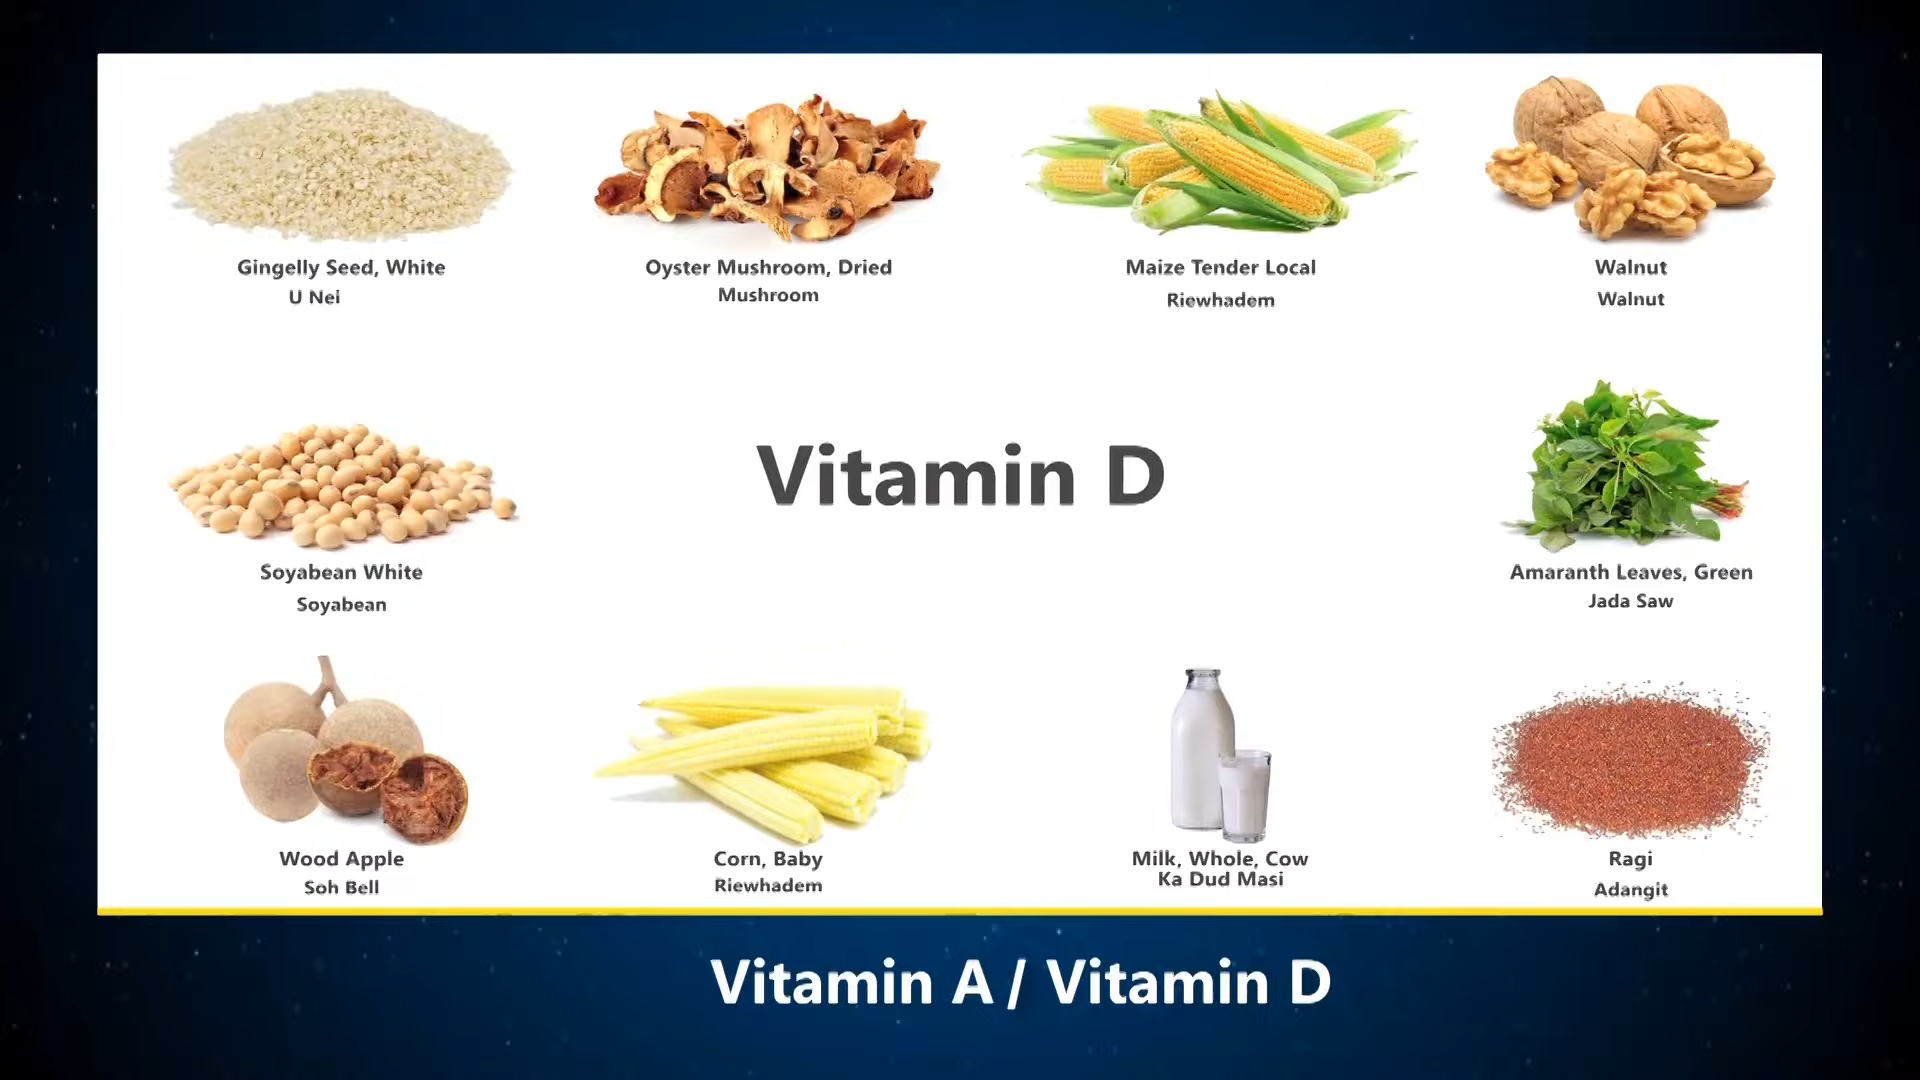 Gingelly Seed, White
U Nei
Oyster Mushroom, Dried
Mushroom
Maize Tender Local
Riewhadem
Walnut
Walnut
Vitamin D
Soyabean White
Soyabean
Amaranth Leaves, Green
Jada Saw
Wood Apple
Soh Bell
Corn, Baby
Riewhadem
Milk, Whole, Cow
Ka Dud Masi
Ragi
Adangit
Vitamin A / Vitamin D